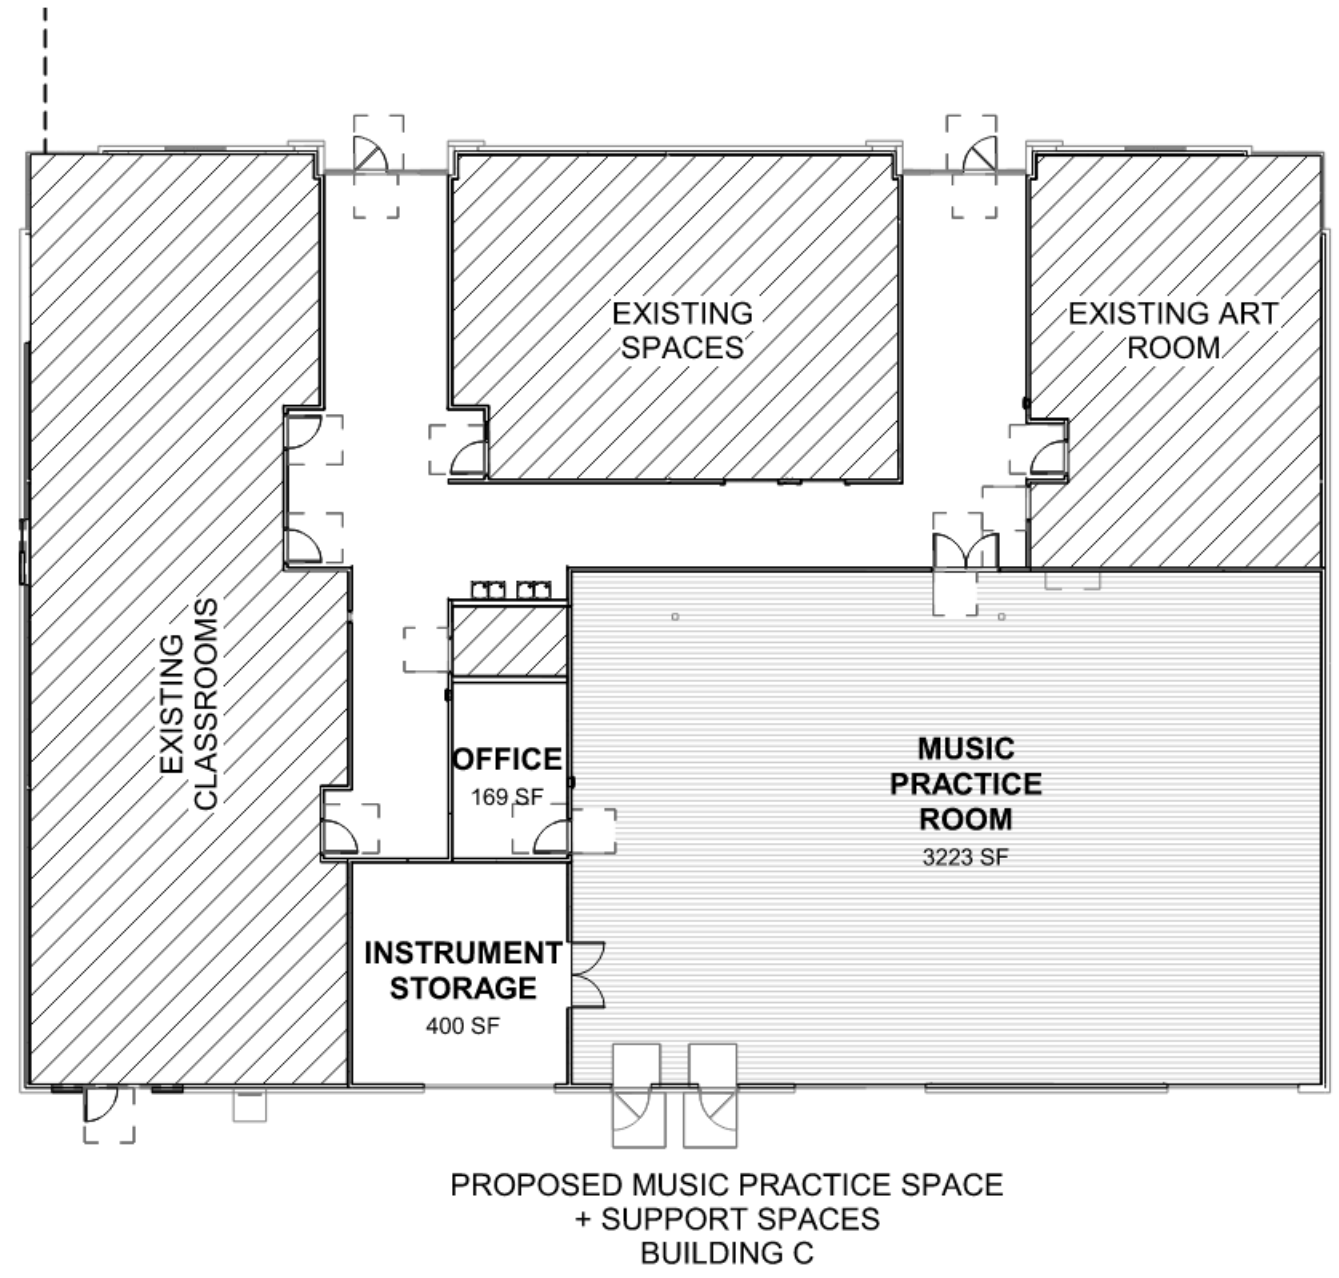 EXISTING
SPACES
EXISTING ART
ROOM
EXISTING
CLASSROOMS
OFFICE
169 SF
MUSIC
PRACTICE
ROOM
3223 SF
INSTRUMENT
STORAGE
400 SF
PROPOSED MUSIC PRACTICE SPACE
+ SUPPORT SPACES
BUILDING C